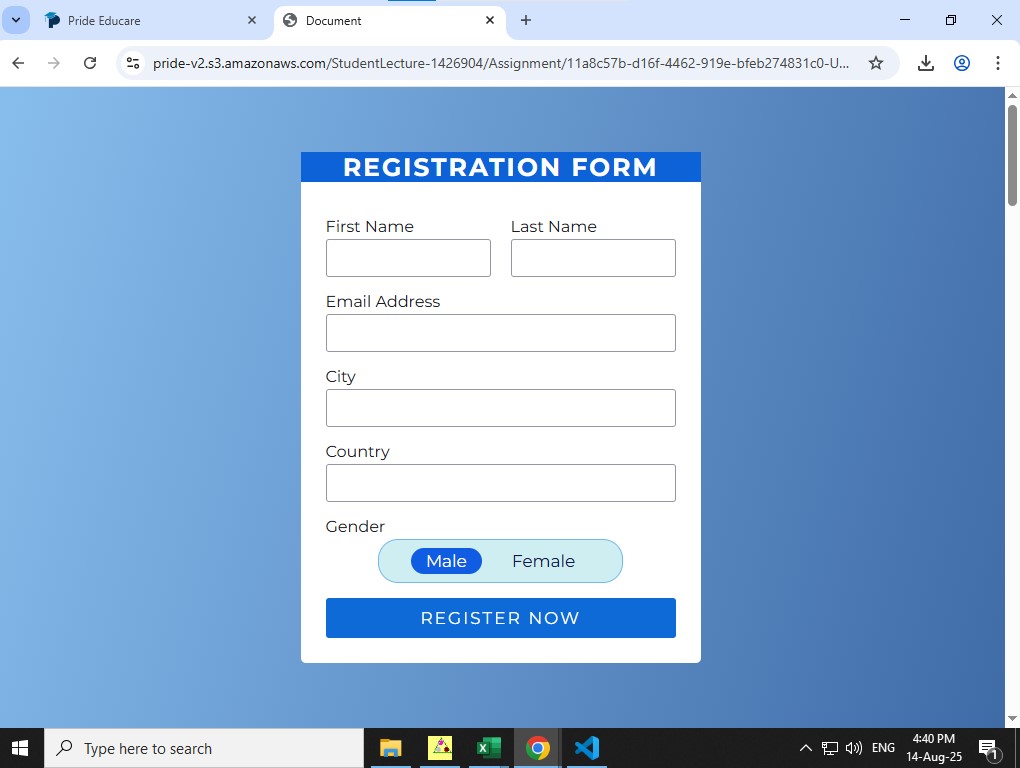 Pride Educare
Document
pride-v2.s3.amazonaws.com/StudentLecture-1426904/Assignment/11a8c57b-d16f-4462-919e-bfeb274831c0-U...
REGISTRATION FORM
First Name Last Name
Email Address
City
Country
Gender
Male Female
REGISTER NOW
Type here to search
ENG
4:40 PM
14-Aug-25
1